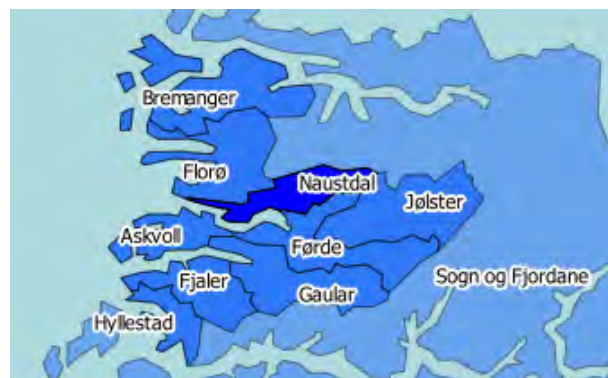 Bremanger
Florø
Naustdal
Jølster
Askvoll
Førde
Fjaler
Gaular
Sogn og Fjordane
Hyllestad